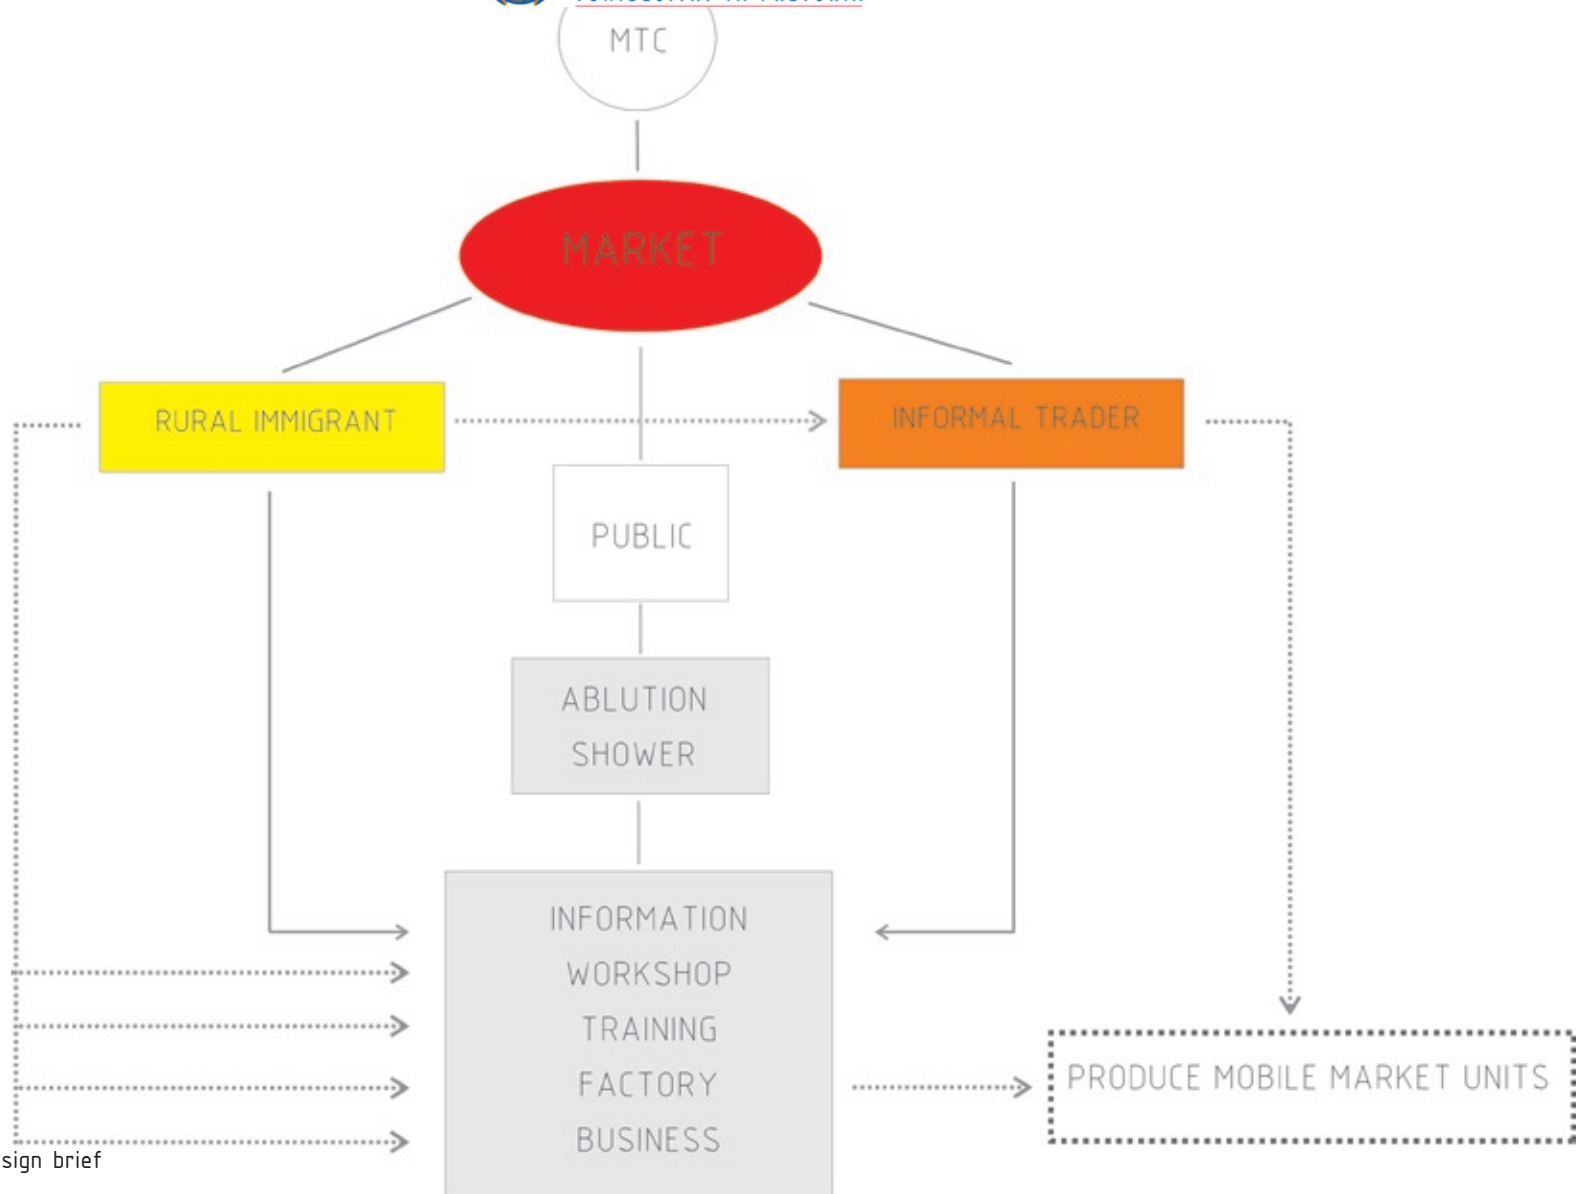 MTC
MARKET
RURAL IMMIGRANT
INFORMAL TRADER
PUBLIC
ABLUTION
SHOWER
INFORMATION
WORKSHOP
TRAINING
FACTORY
BUSINESS
PRODUCE MOBILE MARKET UNITS
sign brief